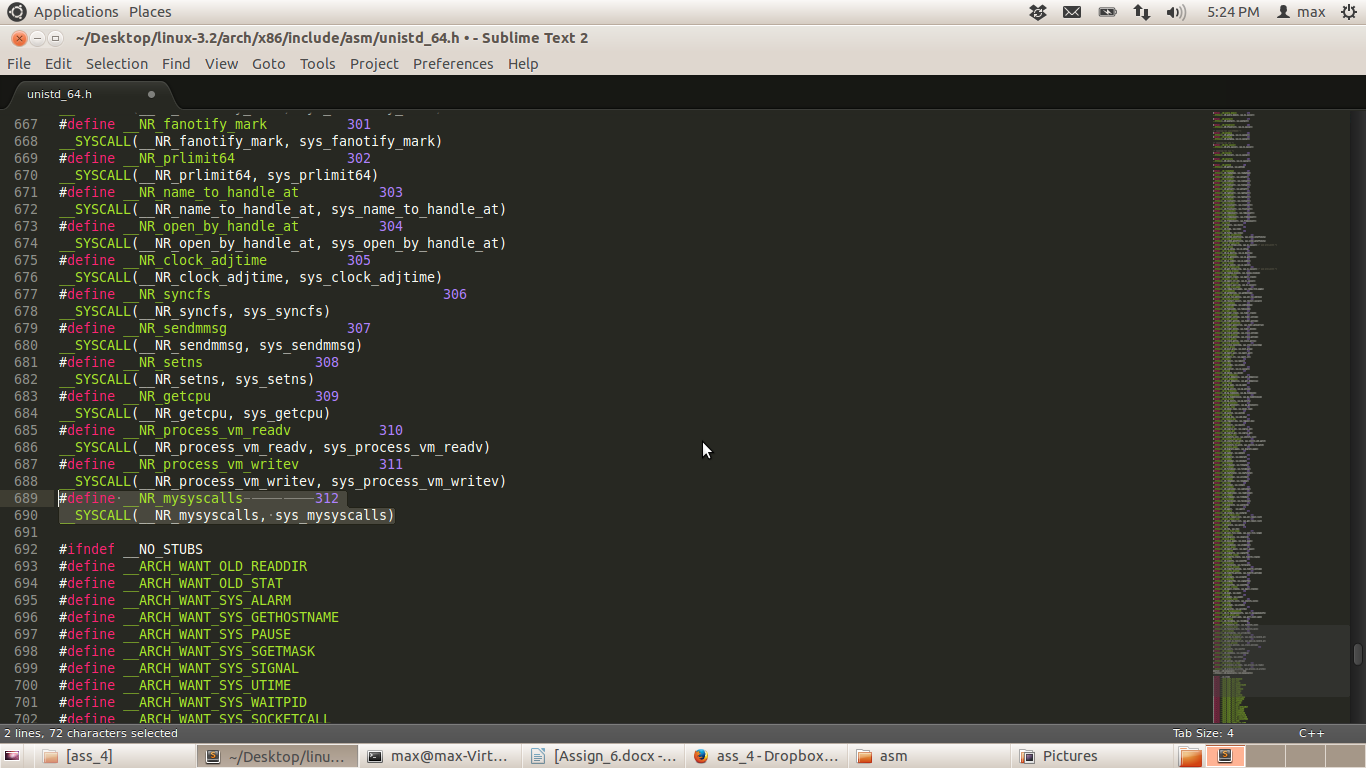 Applications Places 5:24 PM max
~/Desktop/linux-3.2/arch/x86/include/asm/unistd_64.h • - Sublime Text 2
File Edit Selection Find View Goto Tools Project Preferences Help
unistd_64.h
667 #define __NR_fanotify_mark 301
668 __SYSCALL(__NR_fanotify_mark, sys_fanotify_mark)
669 #define __NR_prlimit64 302
670 __SYSCALL(__NR_prlimit64, sys_prlimit64)
671 #define __NR_name_to_handle_at 303
672 __SYSCALL(__NR_name_to_handle_at, sys_name_to_handle_at)
673 #define __NR_open_by_handle_at 304
674 __SYSCALL(__NR_open_by_handle_at, sys_open_by_handle_at)
675 #define __NR_clock_adjtime 305
676 __SYSCALL(__NR_clock_adjtime, sys_clock_adjtime)
677 #define __NR_syncfs 306
678 __SYSCALL(__NR_syncfs, sys_syncfs)
679 #define __NR_sendmmsg 307
680 __SYSCALL(__NR_sendmmsg, sys_sendmmsg)
681 #define __NR_setns 308
682 __SYSCALL(__NR_setns, sys_setns)
683 #define __NR_getcpu 309
684 __SYSCALL(__NR_getcpu, sys_getcpu)
685 #define __NR_process_vm_readv 310
686 __SYSCALL(__NR_process_vm_readv, sys_process_vm_readv)
687 #define __NR_process_vm_writev 311
688 __SYSCALL(__NR_process_vm_writev, sys_process_vm_writev)
689 #define __NR_mysyscalls 312
690 __SYSCALL(__NR_mysyscalls, sys_mysyscalls)
691
692 #ifndef __NO_STUBS
693 #define __ARCH_WANT_OLD_READDIR
694 #define __ARCH_WANT_OLD_STAT
695 #define __ARCH_WANT_SYS_ALARM
696 #define __ARCH_WANT_SYS_GETHOSTNAME
697 #define __ARCH_WANT_SYS_PAUSE
698 #define __ARCH_WANT_SYS_SGETMASK
699 #define __ARCH_WANT_SYS_SIGNAL
700 #define __ARCH_WANT_SYS_UTIME
701 #define __ARCH_WANT_SYS_WAITPID
702 #define __ARCH_WANT_SYS_SOCKETCALL
2 lines, 72 characters selected Tab Size: 4 C++
[ass_4] ~/Desktop/linu... max@max-Virt... [Assign_6.docx -... ass_4 - Dropbox... asm Pictures